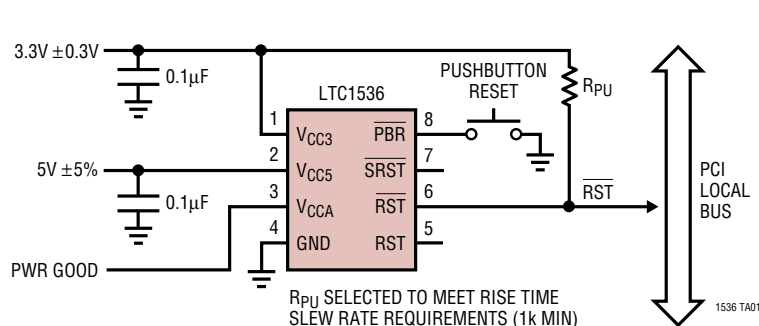 3.3V ±0.3V
0.1µF
LTC1536
PUSHBUTTON
RESET
RPU
1
VCC3
PBR
8
5V ±5%
2
VCC5
SRST
7
0.1µF
3
VCCA
RST
6
RST
PCI
LOCAL
BUS
4
GND
RST
5
PWR GOOD
RPU SELECTED TO MEET RISE TIME
SLEW RATE REQUIREMENTS (1k MIN)
1536 TA01